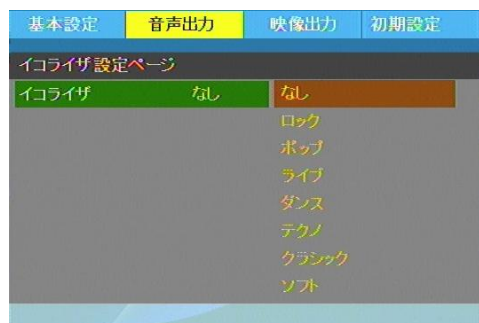 基本設定 音声出力 映像出力 初期設定
イコライザ設定ページ
イコライザ なし なし
ロック
ポップ
ライブ
ダンス
テクノ
クラシック
ソフト